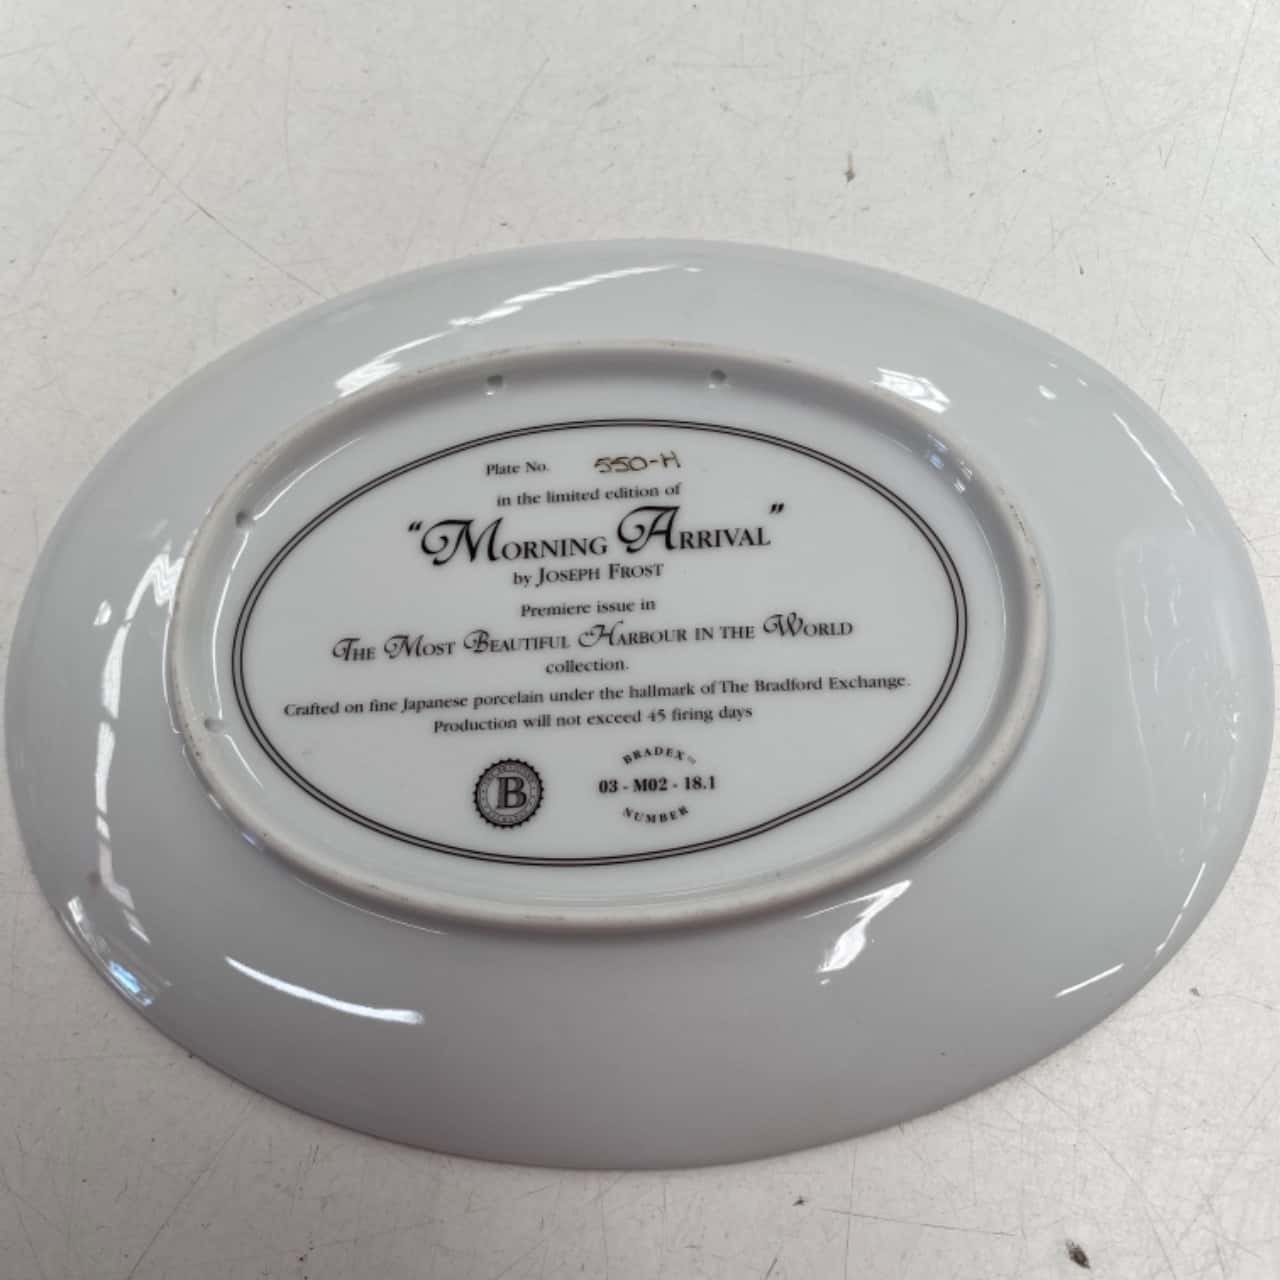 Plate No. 550-H
in the limited edition of
"MORNING ARRIVAL"
by JOSEPH FROST
Premiere issue in
THE MOST BEAUTIFUL HARBOUR IN THE WORLD
collection.
Crafted on fine Japanese porcelain under the hallmark of The Bradford Exchange.
Production will not exceed 45 firing days
B
BRADEX™
03 - M02 - 18.1
NUMBER